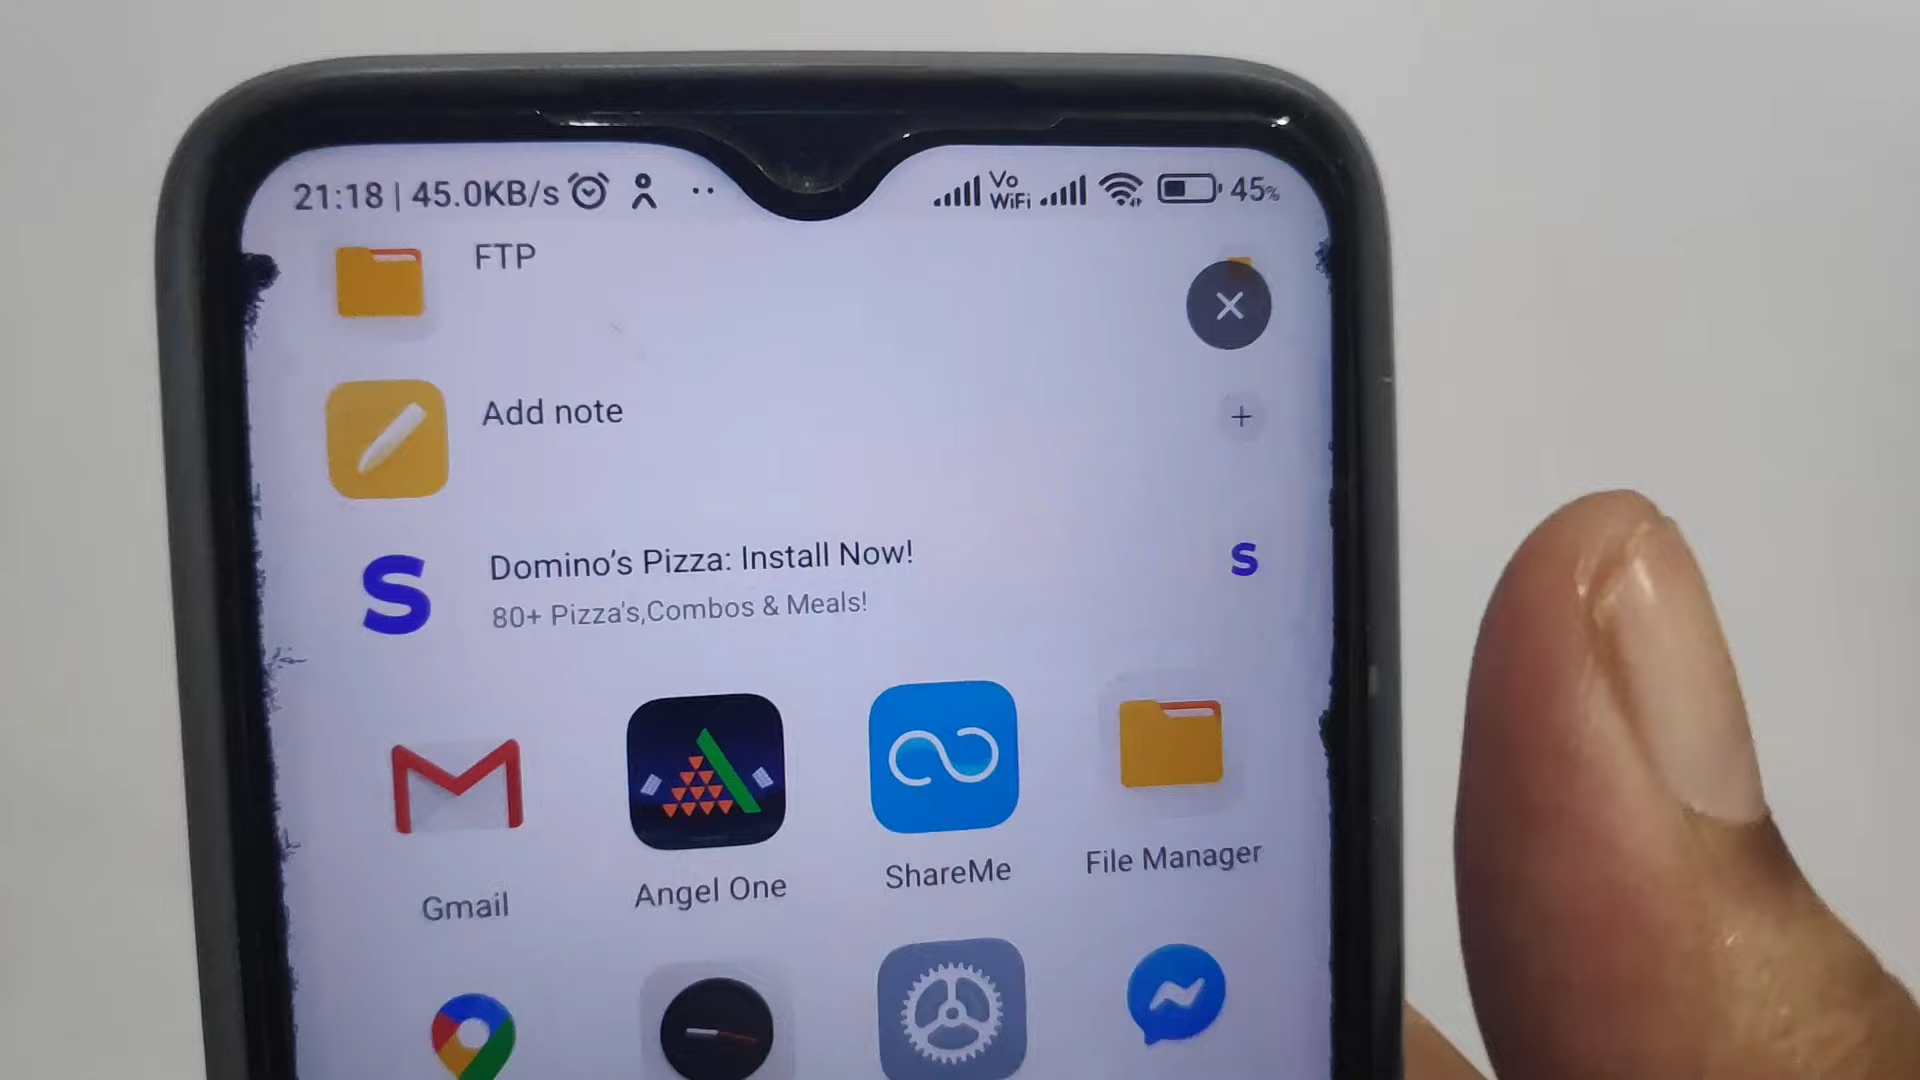 21:18 | 45.0KB/s
Vo
WiFi
45%
FTP
Add note
Domino's Pizza: Install Now!
80+ Pizza's,Combos & Meals!
S
S
Gmail
Angel One
ShareMe
File Manager